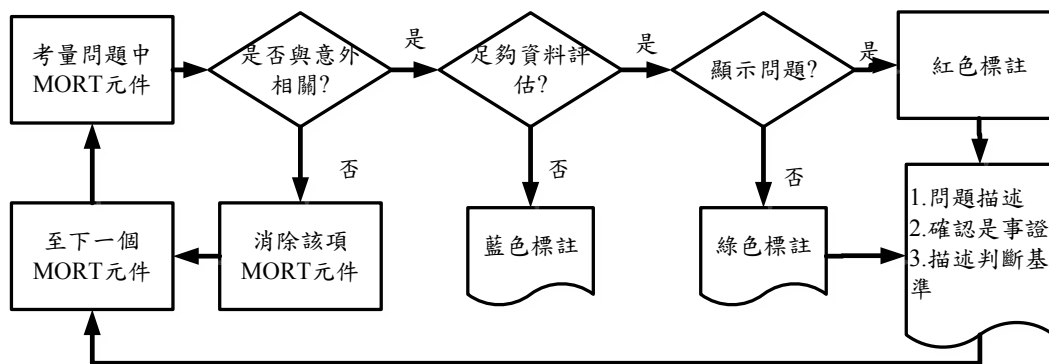 考量問題中
MORT元件
是否與意外
相關?
是
足夠資料評
估?
是
顯示問題?
是
紅色標註
否
否
否
至下一個
MORT元件
消除該項
MORT元件
藍色標註
綠色標註
1.問題描述
2.確認是事證
3.描述判斷基
準